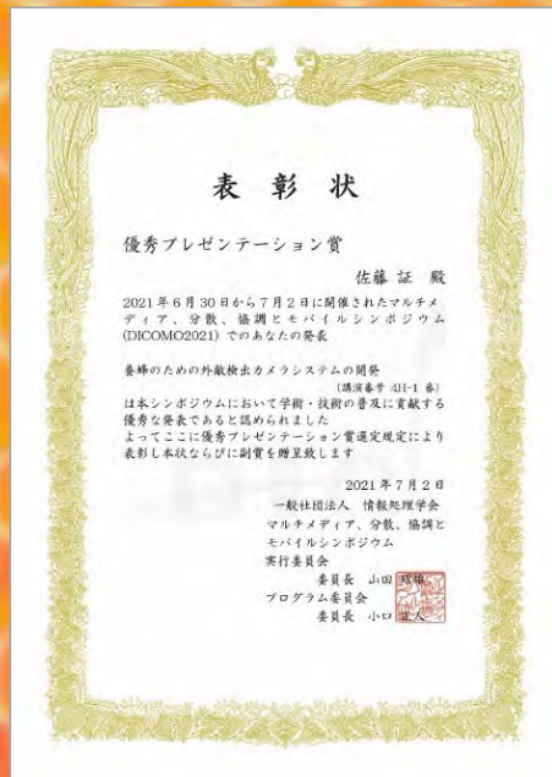 表彰状
優秀プレゼンテーション賞
佐藤 証 殿
2021年6月30日から7月2日に開催されたマルチメ
ディア、分散、協調とモバイルシンポジウム
(DICOMO2021) でのあなたの発表
養蜂のための外敵検出カメラシステムの開発
(講演番号 4H-1 番)
は本シンポジウムにおいて学術・技術の普及に貢献する
優秀な発表であると認められました
よってここに優秀プレゼンテーション賞選定規定により
表彰し本状ならびに副賞を贈呈致します
2021年7月2日
一般社団法人 情報処理学会
マルチメディア、分散、協調と
モバイルシンポジウム
実行委員会
委員長 山田
プログラム委員会
委員長 小口 正人